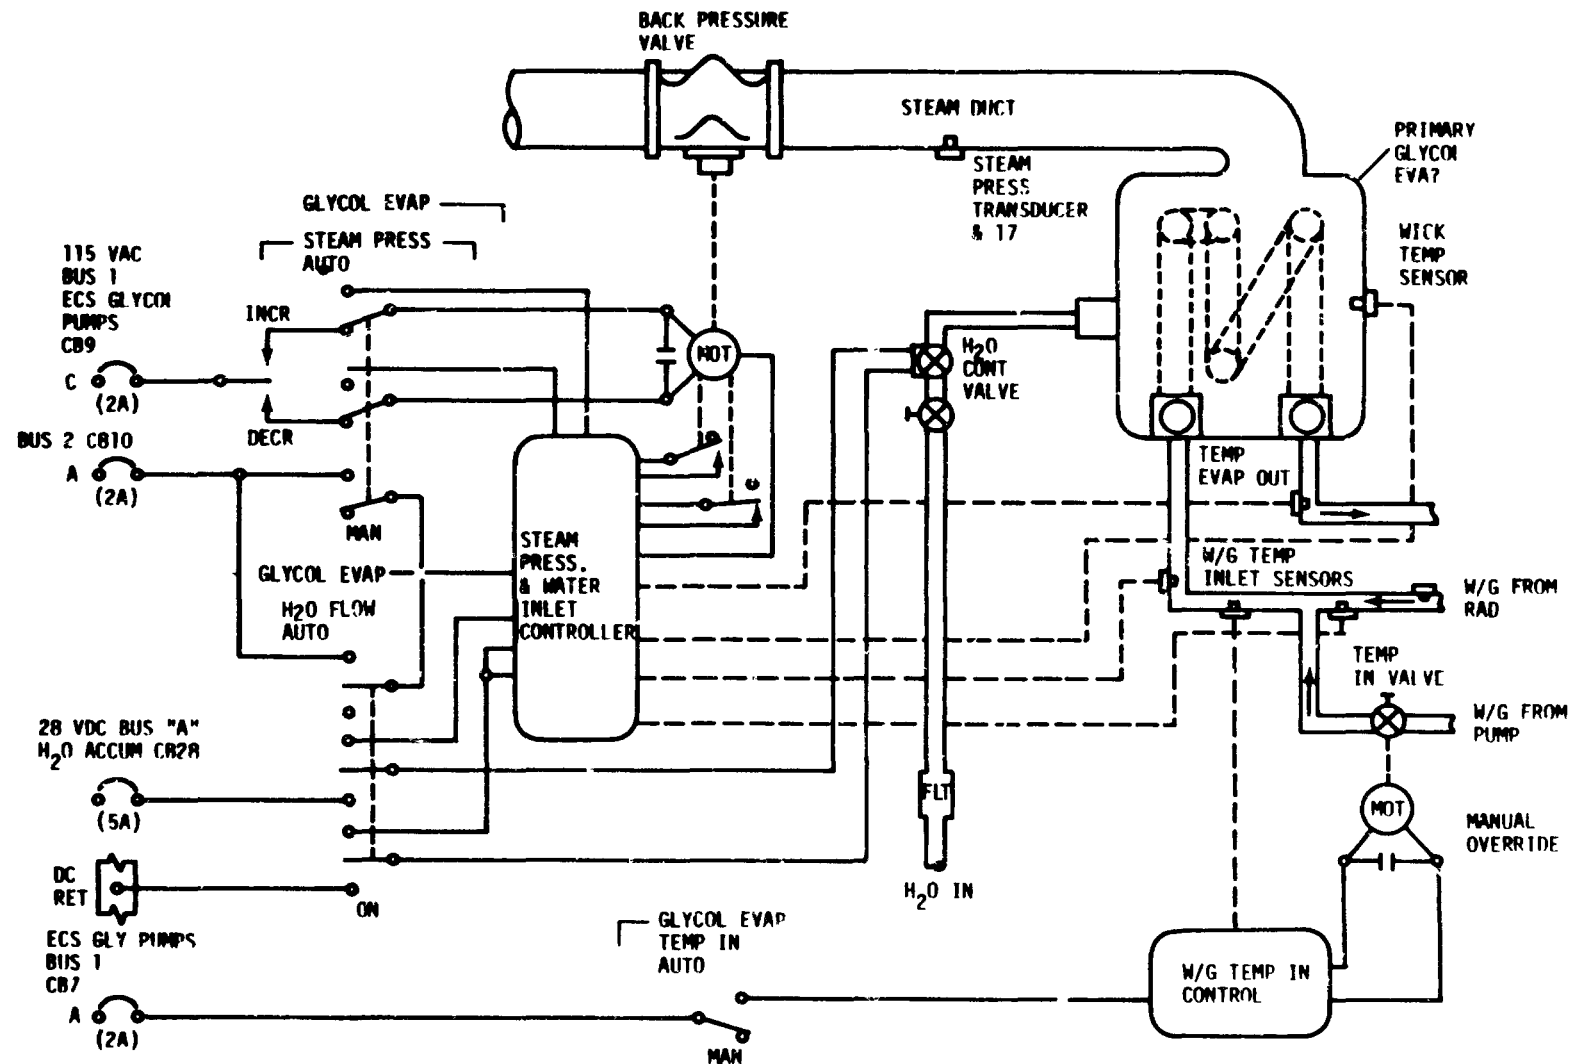 BACK PRESSURE
VALVE
STEAM DUCT
PRIMARY
GLYCOL
EVA?
STEAM
PRESS
TRANSDUCER
& 17
WICK
TEMP
SENSOR
GLYCOL EVAP
STEAM PRESS
AUTO
115 VAC
BUS 1
ECS GLYCOL
PUMPS
CB9
INCR
C
(2A)
DECR
MOT
H2O
CONT
VALVE
BUS 2 CB10
A
(2A)
MAN
TEMP
EVAP OUT
STEAM
PRESS.
& WATER
INLET
CONTROLLER
GLYCOL EVAP
H2O FLOW
AUTO
W/G TEMP
INLET SENSORS
W/G FROM
RAD
TEMP
IN VALVE
W/G FROM
PUMP
28 VDC BUS "A"
H2O ACCUM CB28
(5A)
FLT
MOT
MANUAL
OVERRIDE
DC
RET
ON
H2O IN
GLYCOL EVAP
TEMP IN
AUTO
ECS GLY PUMPS
BUS 1
CB7
A
(2A)
MAN
W/G TEMP IN
CONTROL